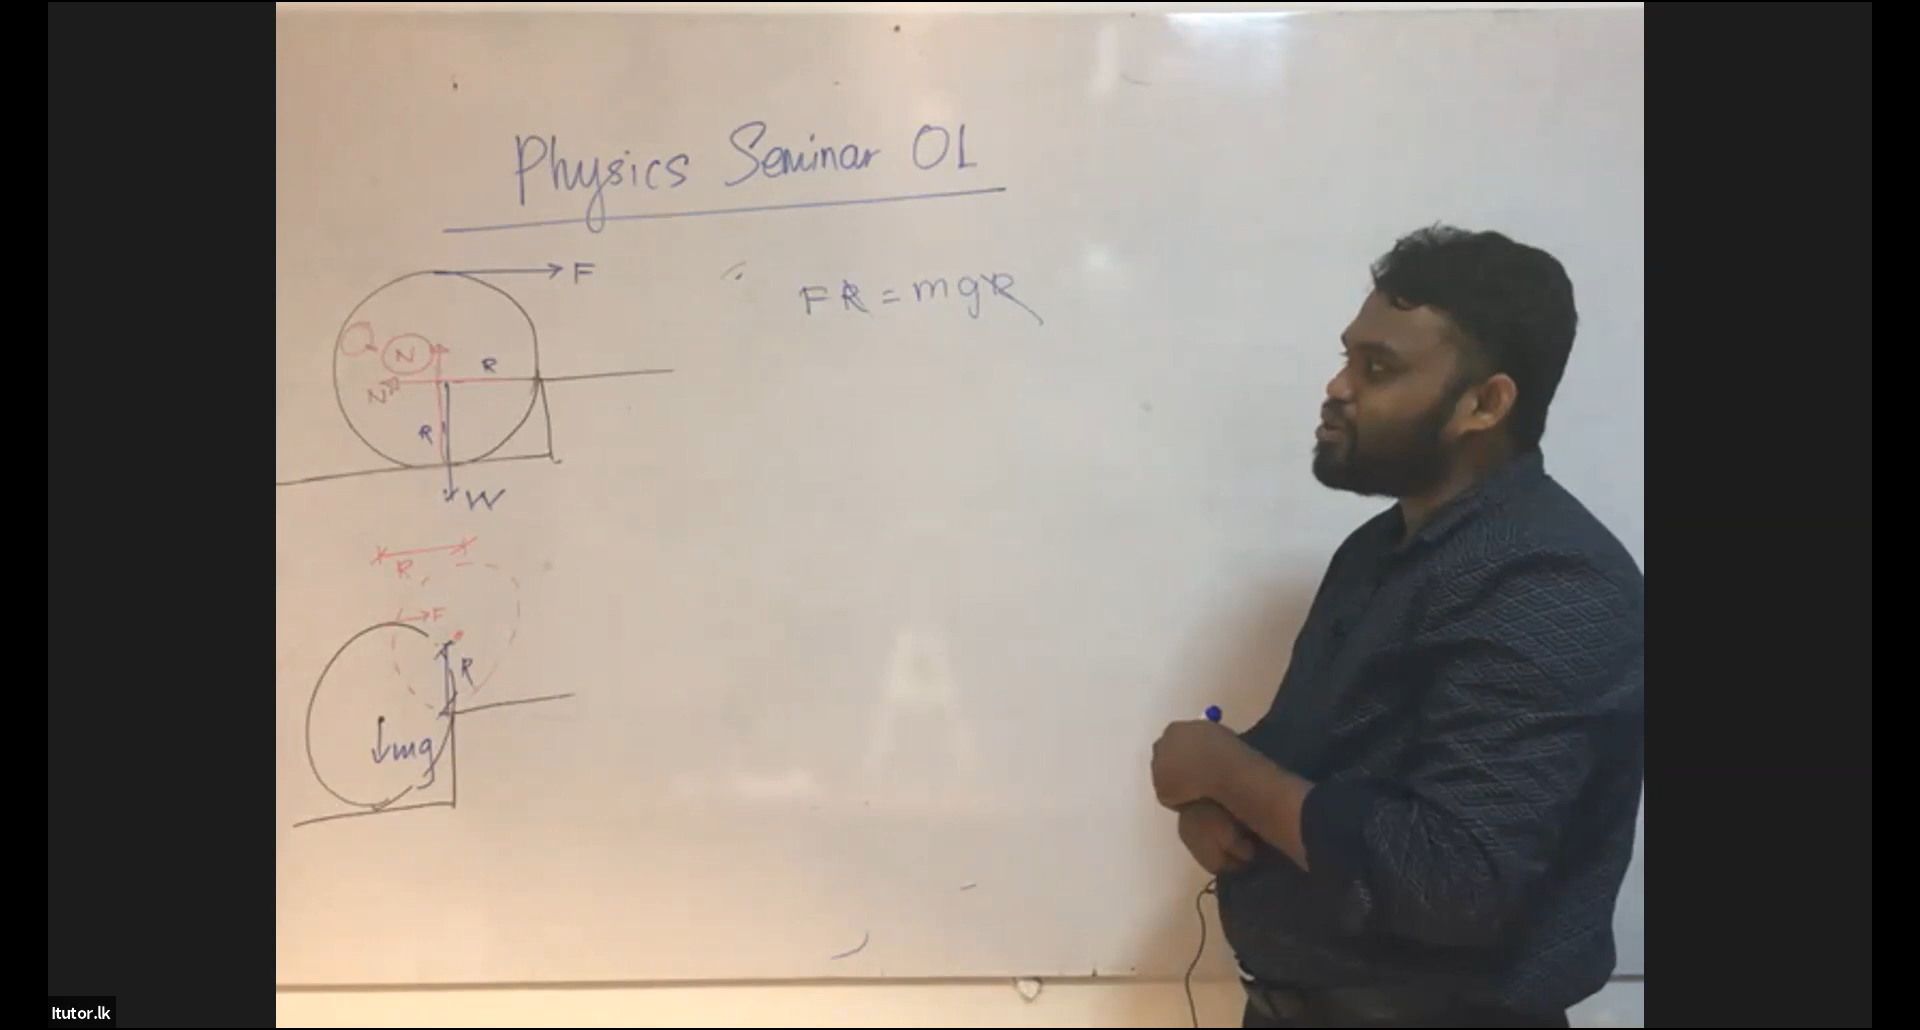 Physics Seminar 01
F
FR = mgR
N
R
N
R
W
R
F
R
mg
Itutor.lk